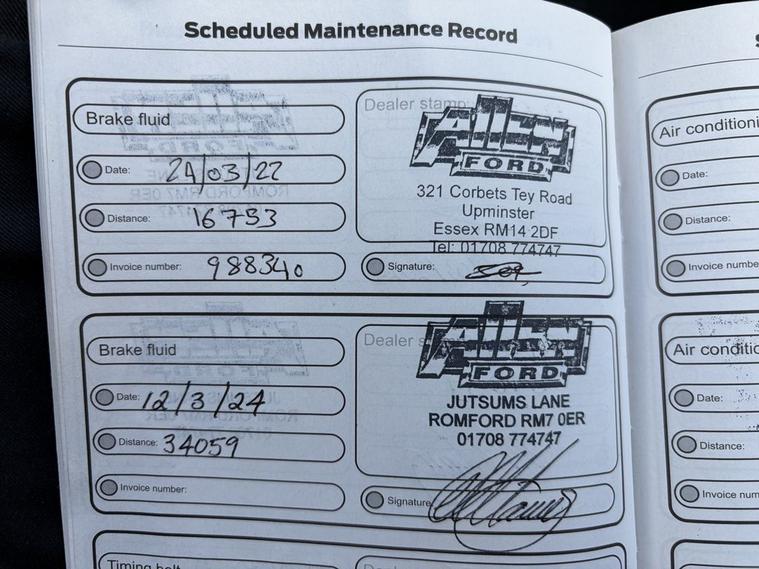 Scheduled Maintenance Record
Brake fluid
Date: 24/03/22
Distance: 16733
Invoice number: 988340
Dealer stamp:
ALLEN
FORD
321 Corbets Tey Road
Upminster
Essex RM14 2DF
Tel: 01708 774747
Signature:
Brake fluid
Date: 12/3/24
Distance: 34059
Invoice number:
Dealer s
ALLEN
FORD
JUTSUMS LANE
ROMFORD RM7 0ER
01708 774747
Signature
Timing belt
Air conditioni
Date:
Distance:
Invoice numbe
Air conditio
Date:
Distance:
Invoice num